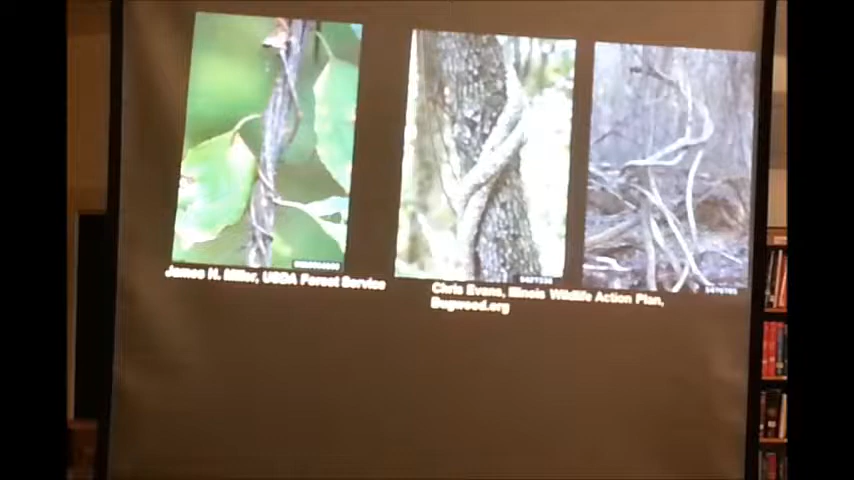 James H. Miller, USDA Forest Service
Chris Evans, Illinois Wildlife Action Plan,
Bugwood.org